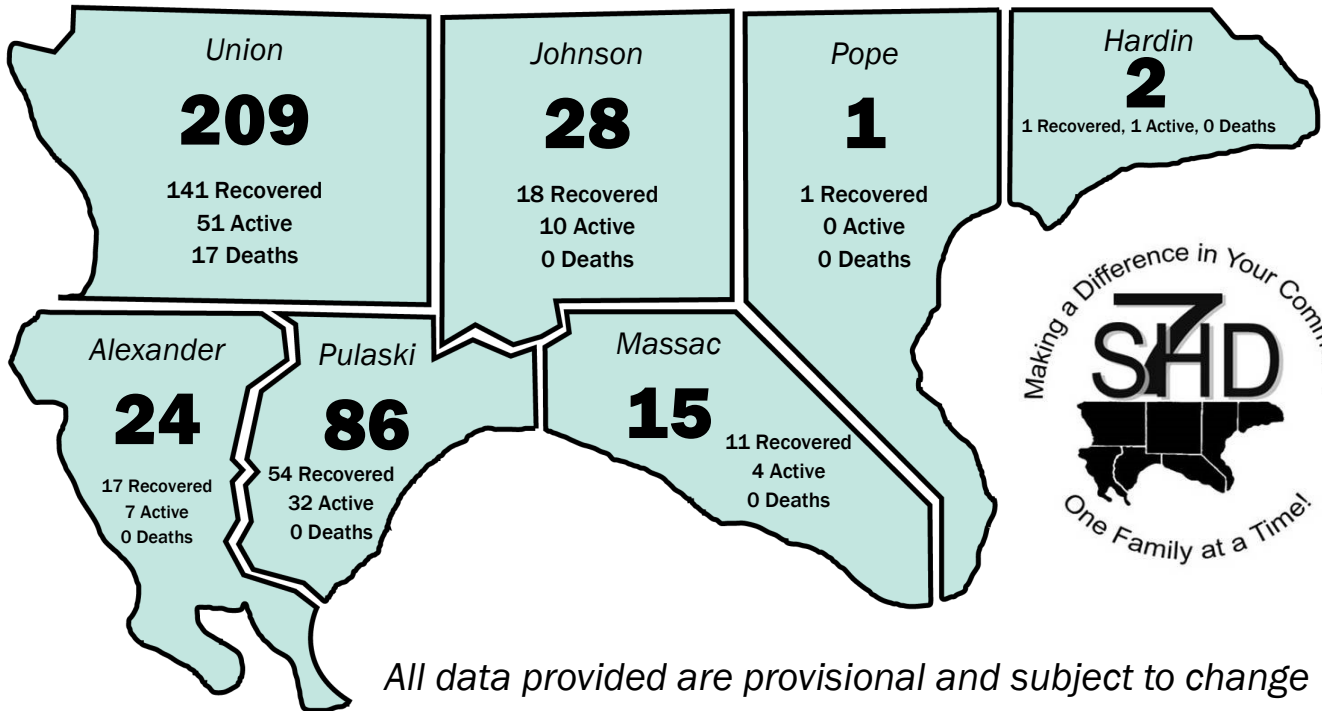 Union
209
141 Recovered
51 Active
17 Deaths
Johnson
28
18 Recovered
10 Active
0 Deaths
Pope
1
1 Recovered
0 Active
0 Deaths
Hardin
2
1 Recovered, 1 Active, 0 Deaths
Alexander
24
17 Recovered
7 Active
0 Deaths
Pulaski
86
54 Recovered
32 Active
0 Deaths
Massac
15
11 Recovered
4 Active
0 Deaths
Making a Difference in Your
S7HD
One Family at a Time!
All data provided are provisional and subject to change